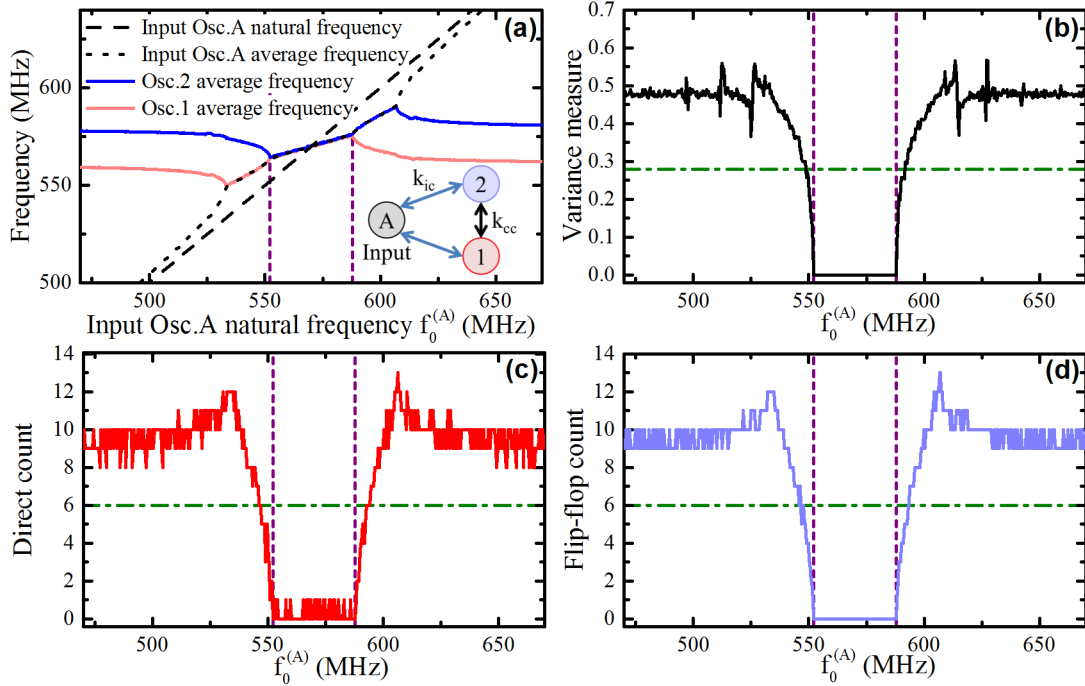 (a)
Input Osc.A natural frequency
Input Osc.A average frequency
Osc.2 average frequency
Osc.1 average frequency
Frequency (MHz)
600
550
500
500
550
600
650
k_ic
2
A
k_cc
Input
1
Input Osc.A natural frequency f_0^(A) (MHz)
(b)
Variance measure
0.7
0.6
0.5
0.4
0.3
0.2
0.1
0.0
500
550
600
650
f_0^(A) (MHz)
(c)
Direct count
14
12
10
8
6
4
2
0
500
550
600
650
f_0^(A) (MHz)
(d)
Flip-flop count
14
12
10
8
6
4
2
0
500
550
600
650
f_0^(A) (MHz)